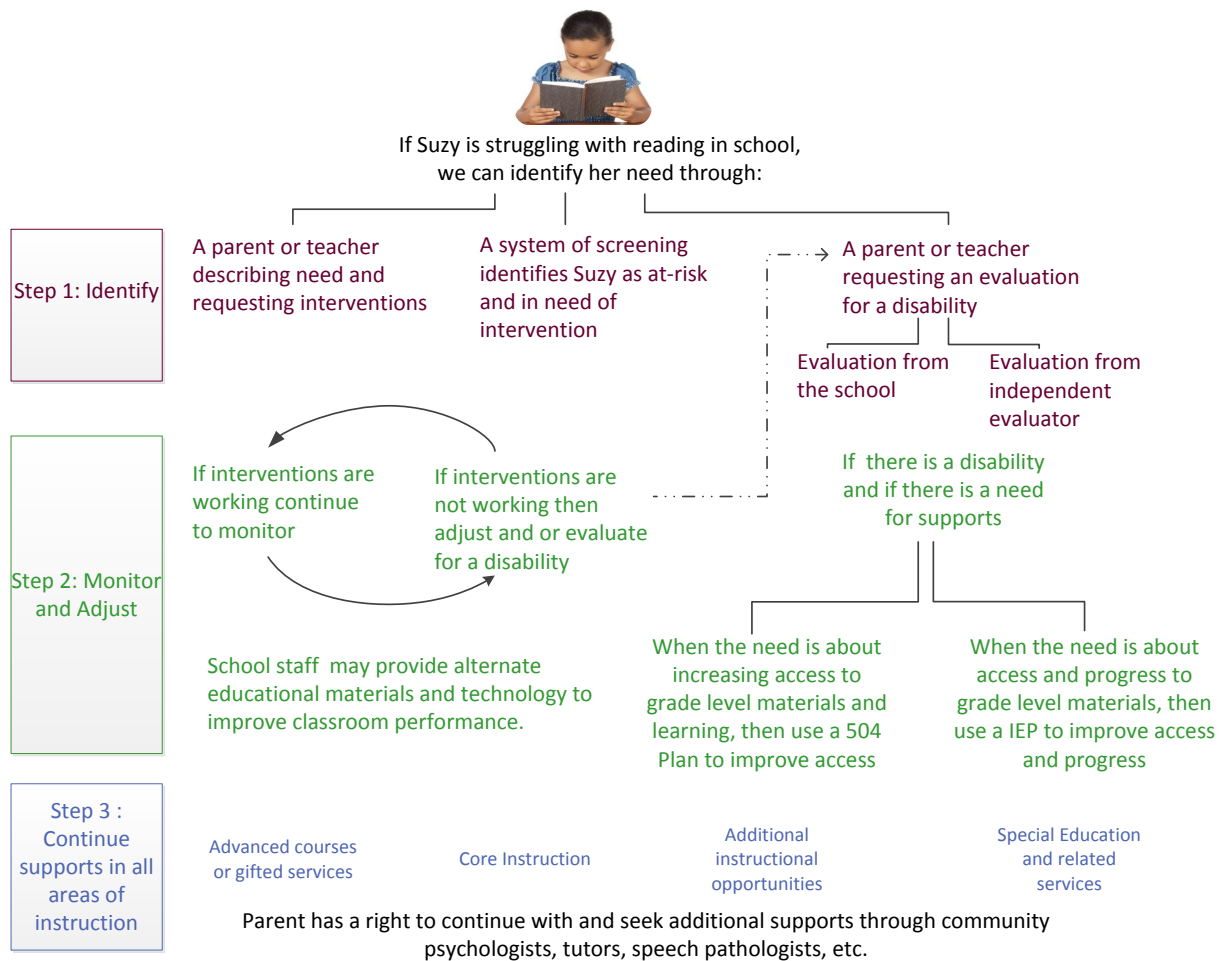 If Suzy is struggling with reading in school,
we can identify her need through:
Step 1: Identify
A parent or teacher
describing need and
requesting interventions
A system of screening
identifies Suzy as at-risk
and in need of
intervention
A parent or teacher
requesting an evaluation
for a disability
Evaluation from
the school
Evaluation from
independent
evaluator
Step 2: Monitor
and Adjust
If interventions are
working continue
to monitor
If interventions are
not working then
adjust and or evaluate
for a disability
If there is a disability
and if there is a need
for supports
School staff may provide alternate
educational materials and technology to
improve classroom performance.
When the need is about
increasing access to
grade level materials and
learning, then use a 504
Plan to improve access
When the need is about
access and progress to
grade level materials, then
use a IEP to improve access
and progress
Step 3 :
Continue
supports in all
areas of
instruction
Advanced courses
or gifted services
Core Instruction
Additional
instructional
opportunities
Special Education
and related
services
Parent has a right to continue with and seek additional supports through community
psychologists, tutors, speech pathologists, etc.